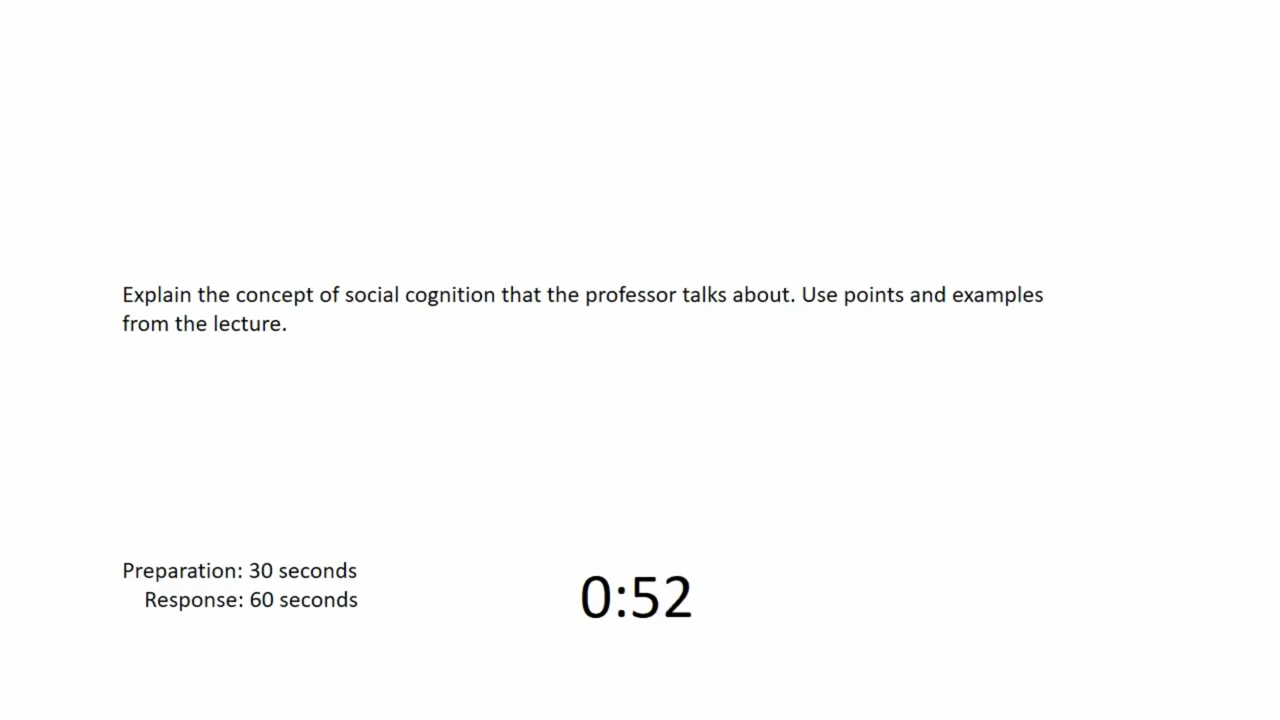 Explain the concept of social cognition that the professor talks about. Use points and examples
from the lecture.
Preparation: 30 seconds
Response: 60 seconds
0:52